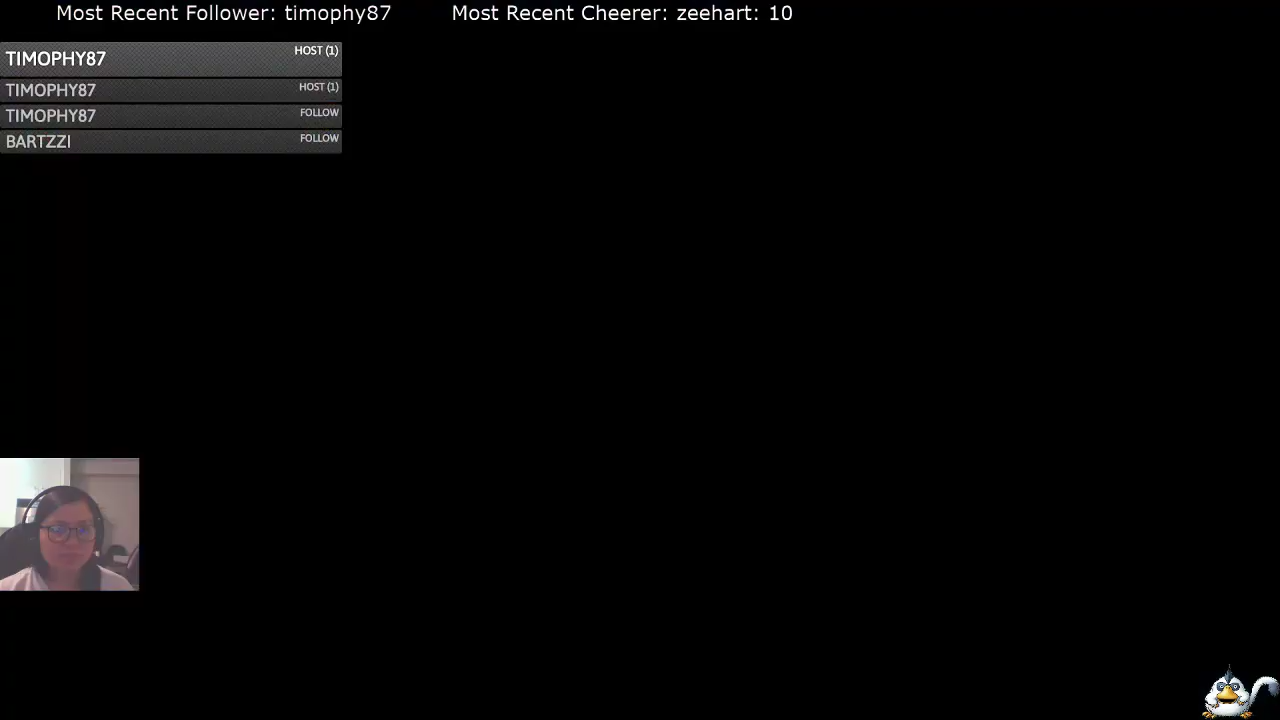 Most Recent Follower: timophy87 Most Recent Cheerer: zeehart: 10
TIMOPHY87 HOST (1)
TIMOPHY87 HOST (1)
TIMOPHY87 FOLLOW
BARTZZI FOLLOW